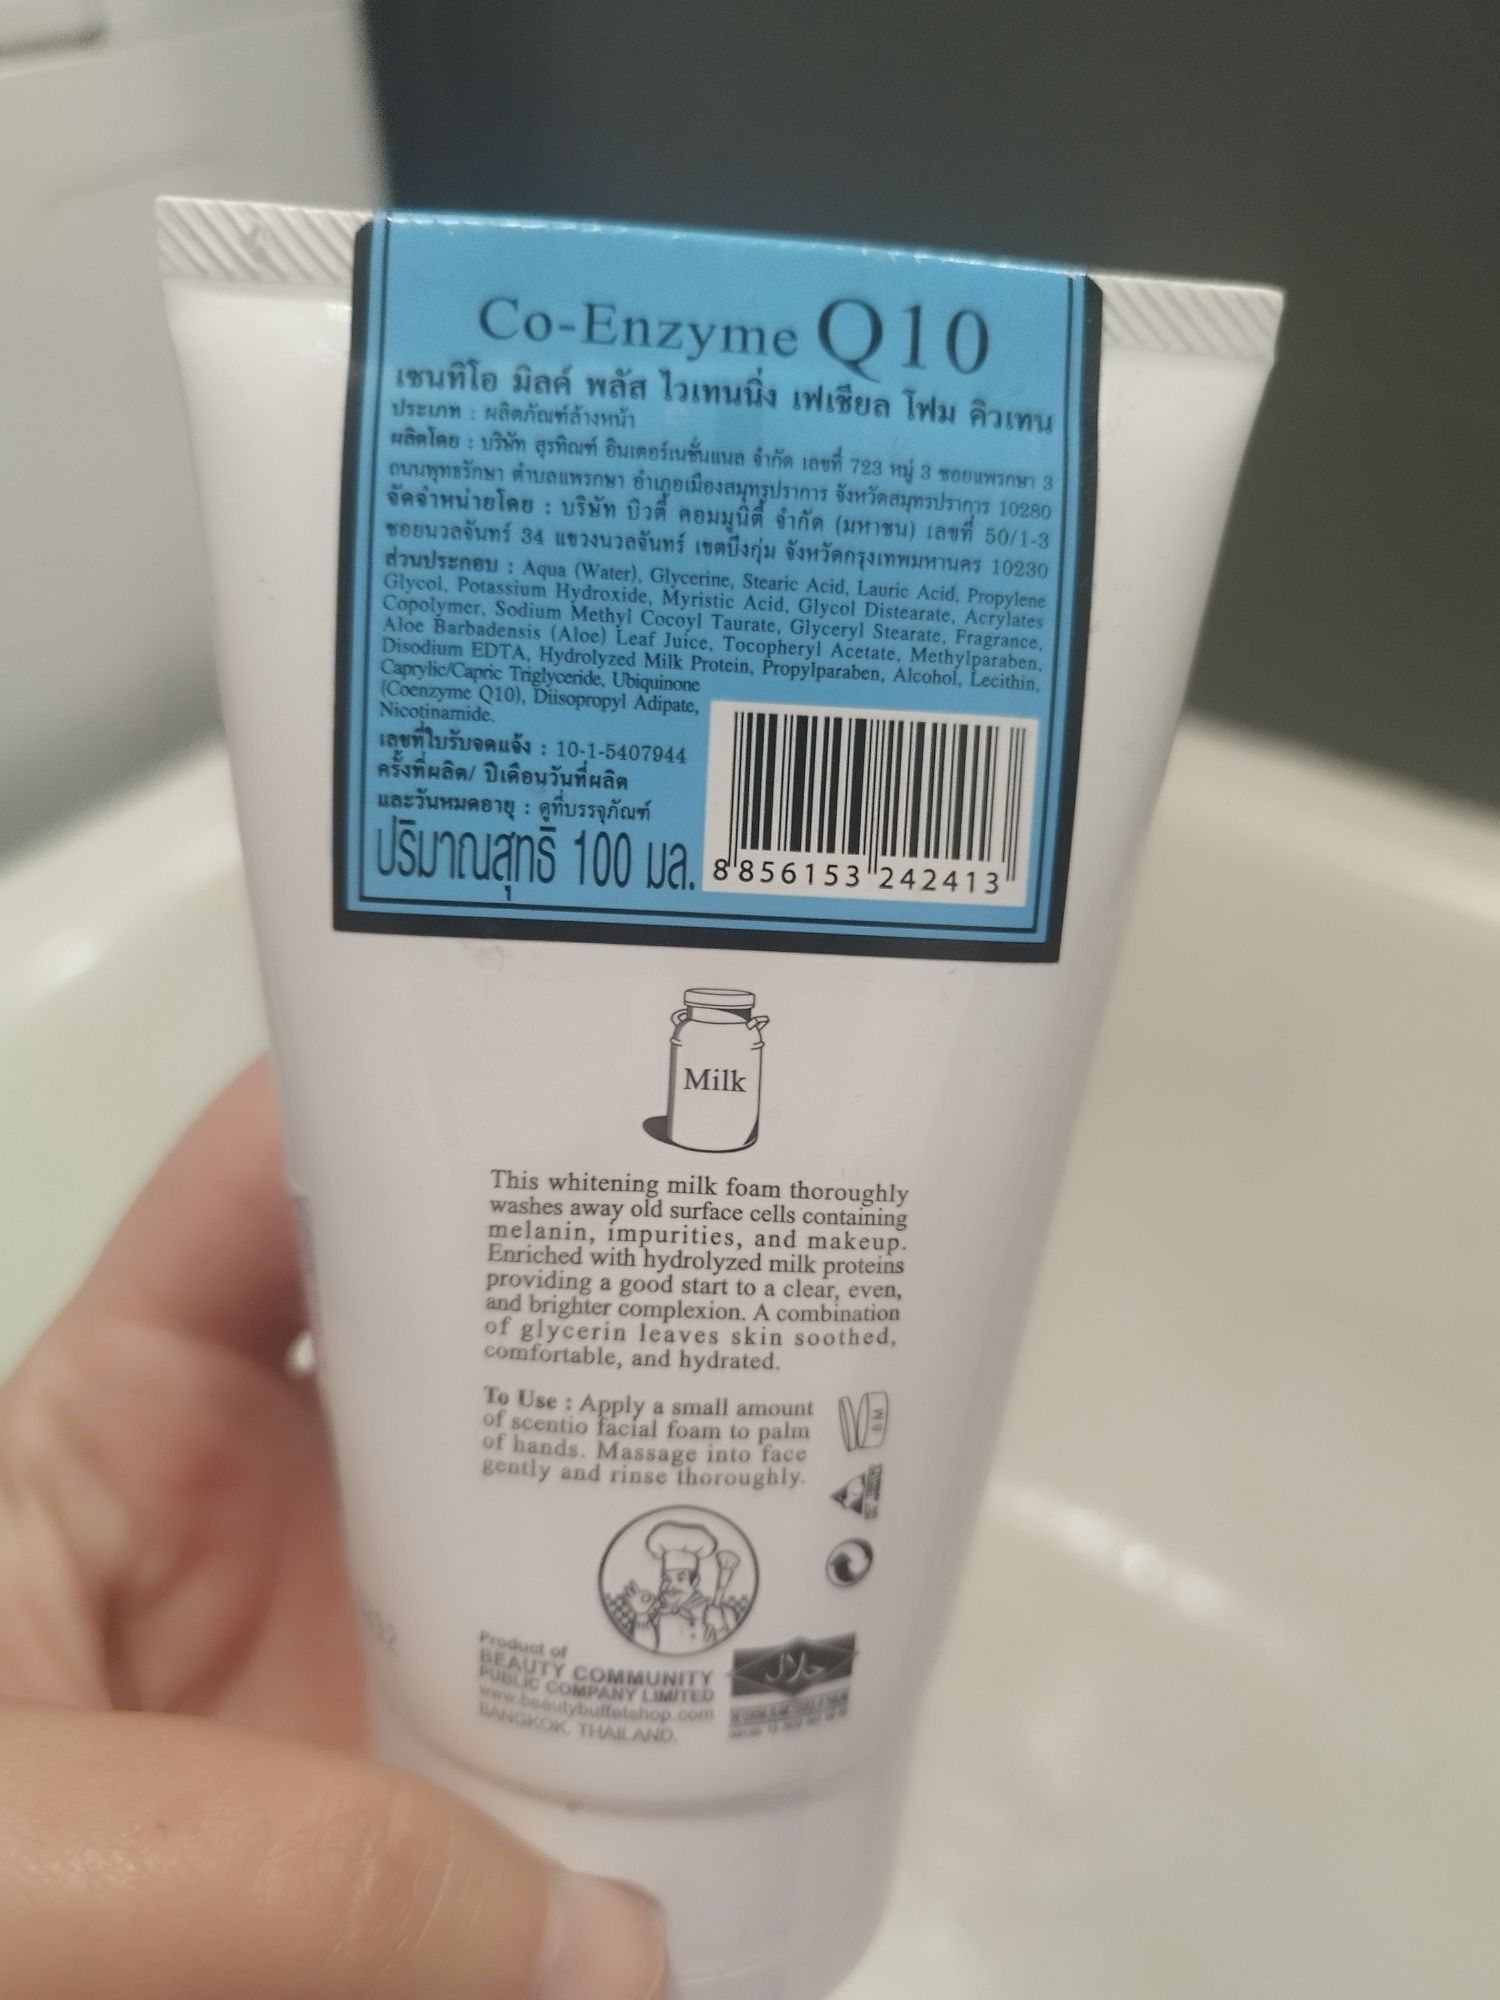 Co-Enzyme Q10
เซนทิโอ มิลค์ พลัส ไวเทนนิ่ง เฟเชียล โฟม คิวเทน
ประเภท : ผลิตภัณฑ์ล้างหน้า
ผลิตโดย : บริษัท สุรทิณฑ์ อินเตอร์เนชั่นแนล จำกัด เลขที่ 723 หมู่ 3 ซอยแพรกษา 3
ถนนพุทธรักษา ตำบลแพรกษา อำเภอเมืองสมุทรปราการ จังหวัดสมุทรปราการ 10280
จัดจำหน่ายโดย : บริษัท บิวตี้ คอมมูนิตี้ จำกัด (มหาชน) เลขที่ 50/1-3
ซอยนวลจันทร์ 34 แขวงนวลจันทร์ เขตบึงกุ่ม จังหวัดกรุงเทพมหานคร 10230
ส่วนประกอบ : Aqua (Water), Glycerine, Stearic Acid, Lauric Acid, Propylene
Glycol, Potassium Hydroxide, Myristic Acid, Glycol Distearate, Acrylates
Copolymer, Sodium Methyl Cocoyl Taurate, Glyceryl Stearate, Fragrance,
Aloe Barbadensis (Aloe) Leaf Juice, Tocopheryl Acetate, Methylparaben,
Disodium EDTA, Hydrolyzed Milk Protein, Propylparaben, Alcohol, Lecithin,
Caprylic/Capric Triglyceride, Ubiquinone
(Coenzyme Q10), Diisopropyl Adipate,
Nicotinamide.
เลขที่ใบรับจดแจ้ง : 10-1-5407944
ครั้งที่ผลิต/ ปีเดือนวันที่ผลิต
และวันหมดอายุ : ดูที่บรรจุภัณฑ์
ปริมาณสุทธิ 100 มล.
8 856153 242413
Milk
This whitening milk foam thoroughly
washes away old surface cells containing
melanin, impurities, and makeup.
Enriched with hydrolyzed milk proteins
providing a good start to a clear, even,
and brighter complexion. A combination
of glycerin leaves skin soothed,
comfortable, and hydrated.
To Use : Apply a small amount
of scentio facial foam to palm
of hands. Massage into face
gently and rinse thoroughly.
6 M
Product of
BEAUTY COMMUNITY
PUBLIC COMPANY LIMITED
www.beautybuffetshop.com
BANGKOK. THAILAND.
حلال